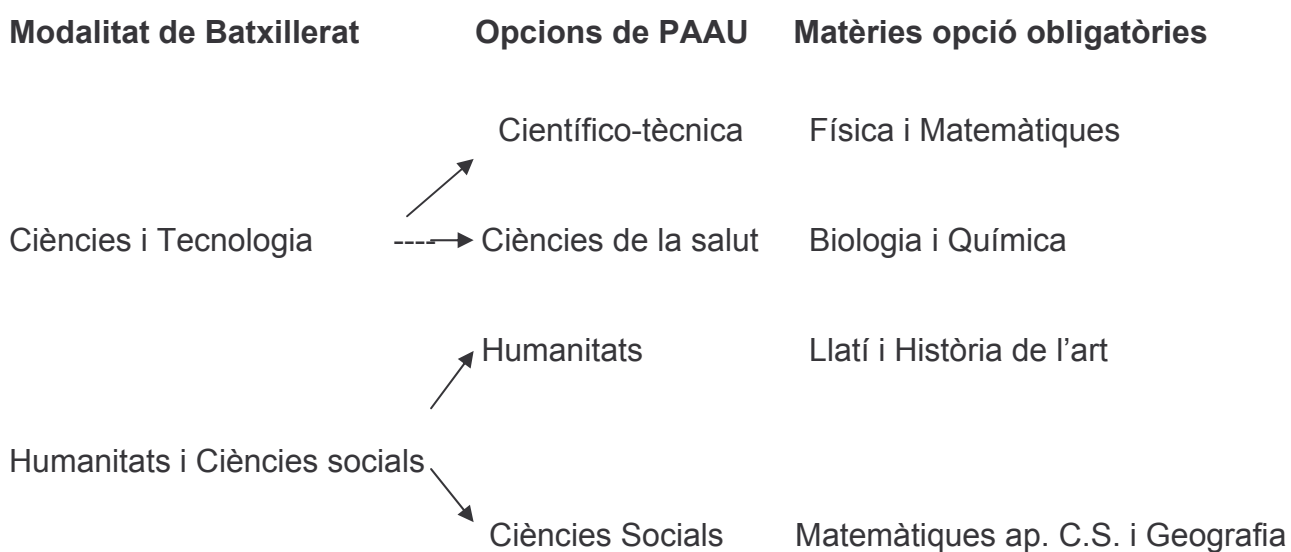 Modalitat de Batxillerat Opcions de PAAU Matèries opció obligatòries
Científico-tècnica Física i Matemàtiques
Ciències i Tecnologia ---- Ciències de la salut Biologia i Química
Humanitats Llatí i Història de l’art
Humanitats i Ciències socials
Ciències Socials Matemàtiques ap. C.S. i Geografia